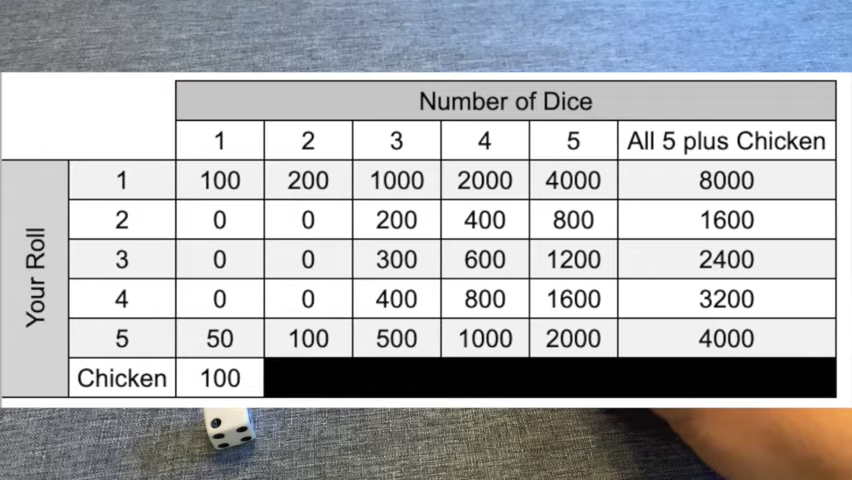 Number of Dice
1 2 3 4 5 All 5 plus Chicken
Your Roll
1 100 200 1000 2000 4000 8000
2 0 0 200 400 800 1600
3 0 0 300 600 1200 2400
4 0 0 400 800 1600 3200
5 50 100 500 1000 2000 4000
Chicken 100